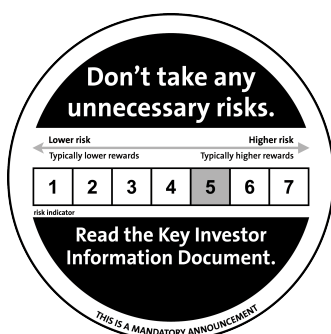 Don’t take any
unnecessary risks.
Lower risk Higher risk
Typically lower rewards Typically higher rewards
1 2 3 4 5 6 7
risk indicator
Read the Key Investor
Information Document.
THIS IS A MANDATORY ANNOUNCEMENT